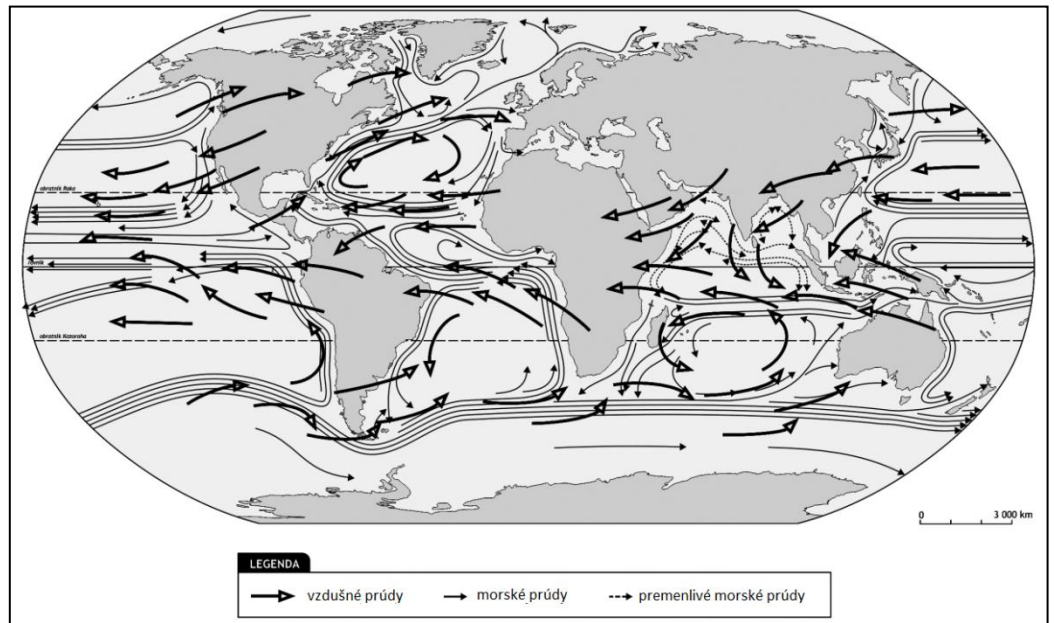 obratník Raka
rovník
obratník Kozoroha
0 3 000 km
LEGENDA
vzdušné prúdy morské prúdy premenlivé morské prúdy